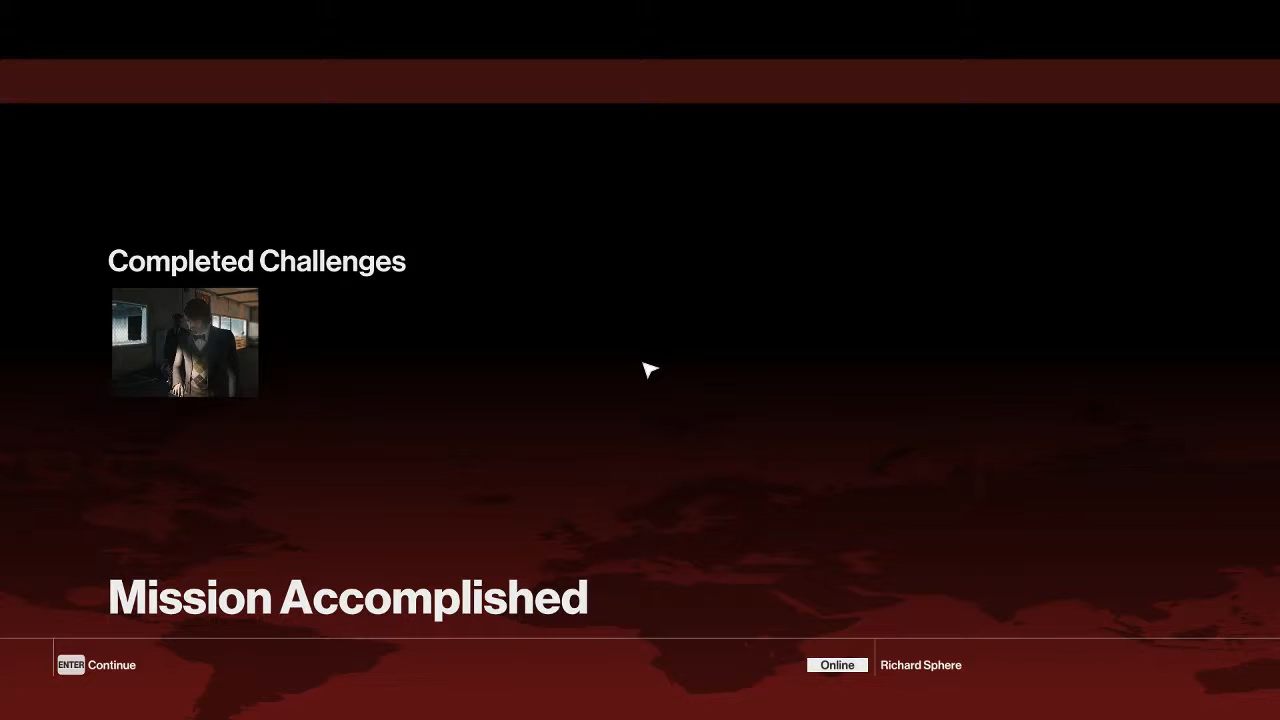 Completed Challenges
Mission Accomplished
ENTER Continue
Online
Richard Sphere